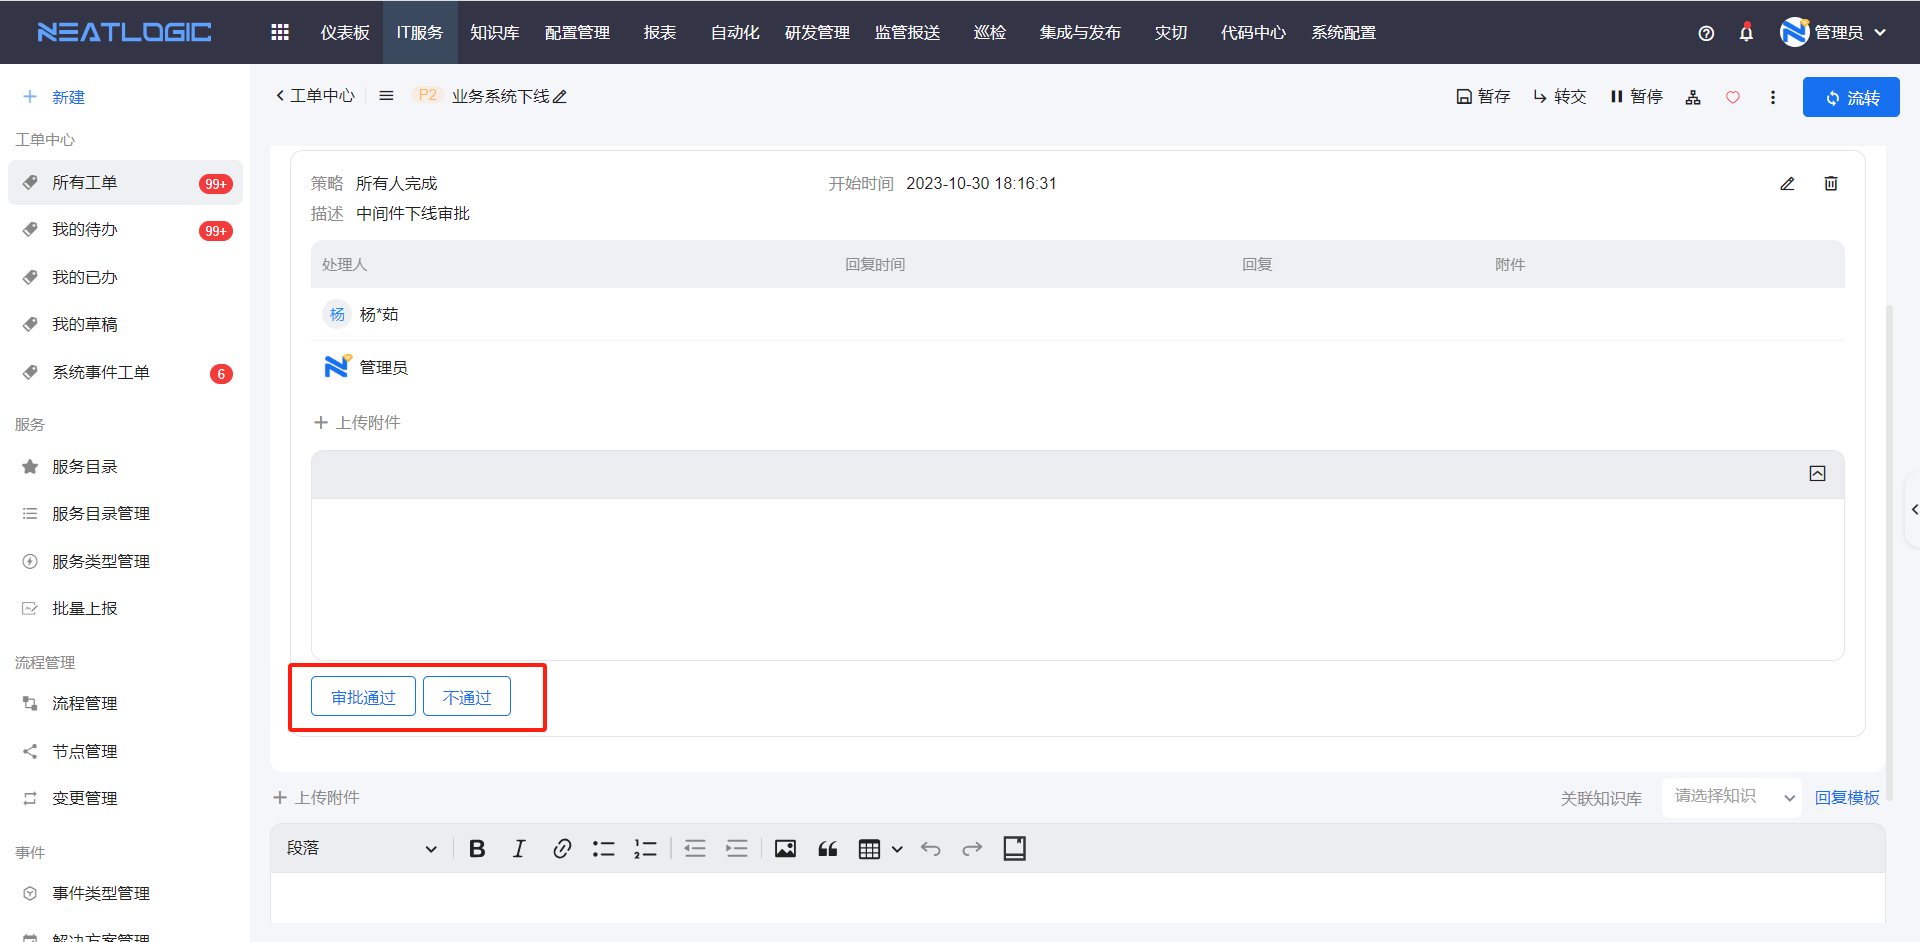 NEATLOGIC
仪表板 IT服务 知识库 配置管理 报表 自动化 研发管理 监管报送 巡检 集成与发布 灾切 代码中心 系统配置 管理员
新建
工单中心
所有工单 99+
我的待办 99+
我的已办
我的草稿
系统事件工单 6
服务
服务目录
服务目录管理
服务类型管理
批量上报
流程管理
流程管理
节点管理
变更管理
事件
事件类型管理
解决方案管理
工单中心 P2 业务系统下线 暂存 转交 暂停 流转
策略 所有人完成 开始时间 2023-10-30 18:16:31
描述 中间件下线审批
处理人 回复时间 回复 附件
杨 杨*茹
管理员
上传附件
审批通过 不通过
上传附件 关联知识库 请选择知识 回复模板
段落